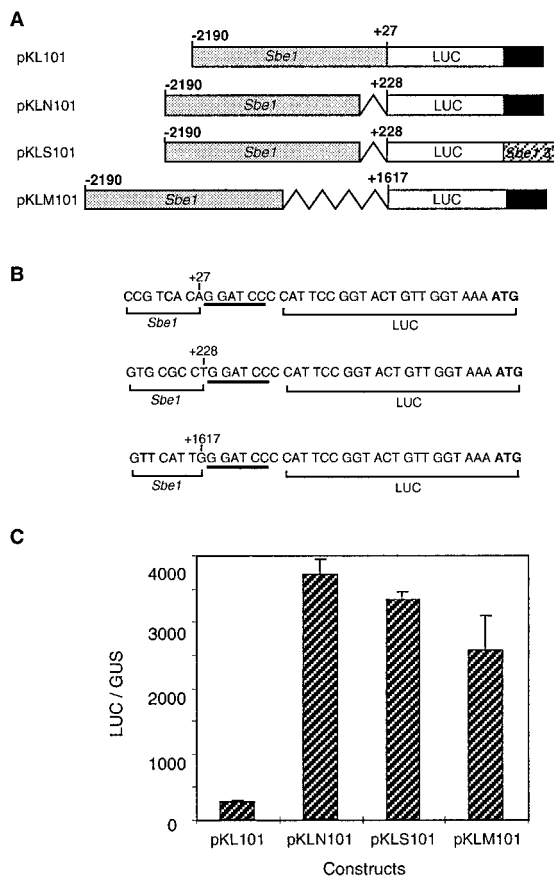 A
-2190 +27
pKL101 Sbe1 LUC
-2190 +228
pKLN101 Sbe1 LUC
-2190 +228
pKLS101 Sbe1 LUC Sbe1 3'
-2190 +1617
pKLM101 Sbe1 LUC
B
+27
CCG TCA CAG GAT CCC CAT TCC GGT ACT GTT GGT AAA ATG
Sbe1 LUC
+228
GTG CGC CTG GAT CCC CAT TCC GGT ACT GTT GGT AAA ATG
Sbe1 LUC
+1617
GTT CAT TGG GAT CCC CAT TCC GGT ACT GTT GGT AAA ATG
Sbe1 LUC
C
4000
3000
2000
1000
0
LUC / GUS
pKL101 pKLN101 pKLS101 pKLM101
Constructs